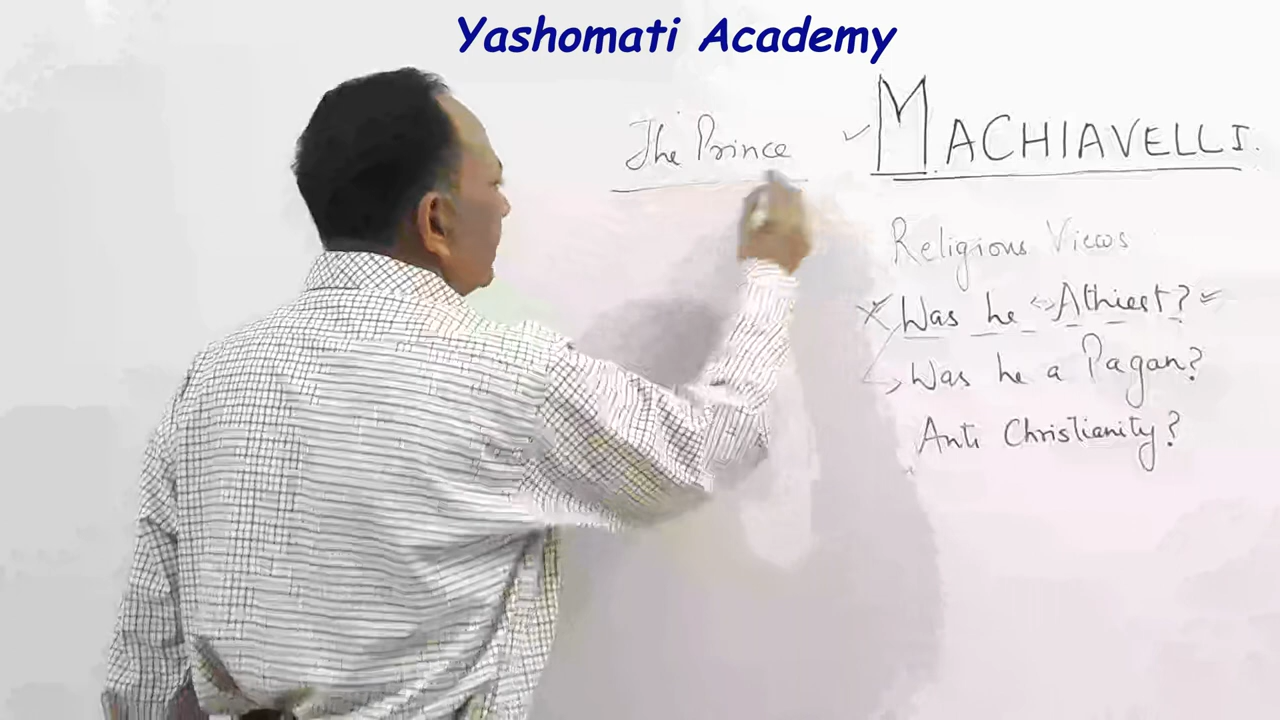 Yashomati Academy
The Prince
MACHIAVELLI.
Religious Views
Was he Athiest?
Was he a Pagan?
Anti Christianity?